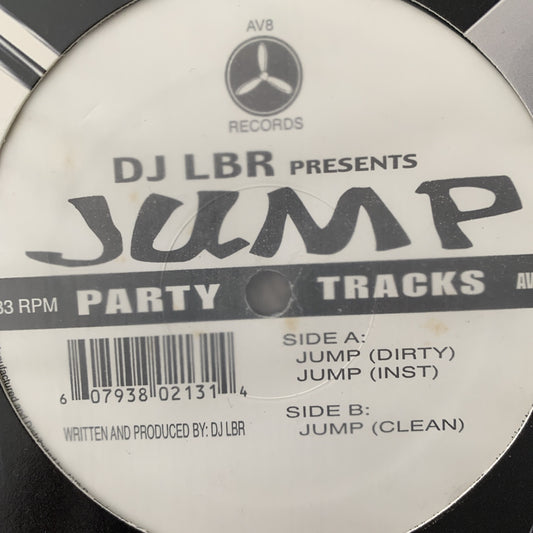 AV8
RECORDS
DJ LBR PRESENTS
JUMP
33 RPM PARTY TRACKS AV
SIDE A:
JUMP (DIRTY)
JUMP (INST)
SIDE B:
JUMP (CLEAN)
6 07938 02131 4
WRITTEN AND PRODUCED BY: DJ LBR